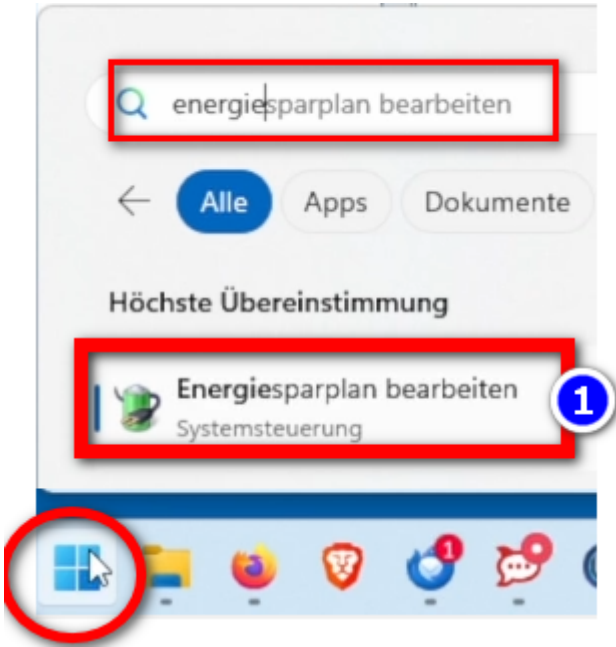 energiesparplan bearbeiten
Alle Apps Dokumente
Höchste Übereinstimmung
Energiesparplan bearbeiten
Systemsteuerung
1
1